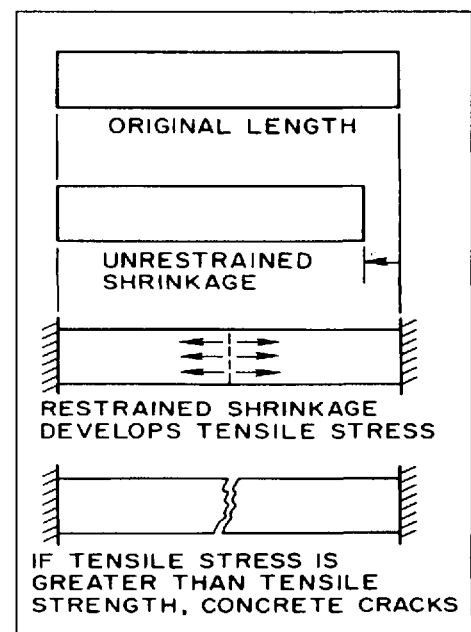 ORIGINAL LENGTH
UNRESTRAINED
SHRINKAGE
RESTRAINED SHRINKAGE
DEVELOPS TENSILE STRESS
IF TENSILE STRESS IS
GREATER THAN TENSILE
STRENGTH, CONCRETE CRACKS